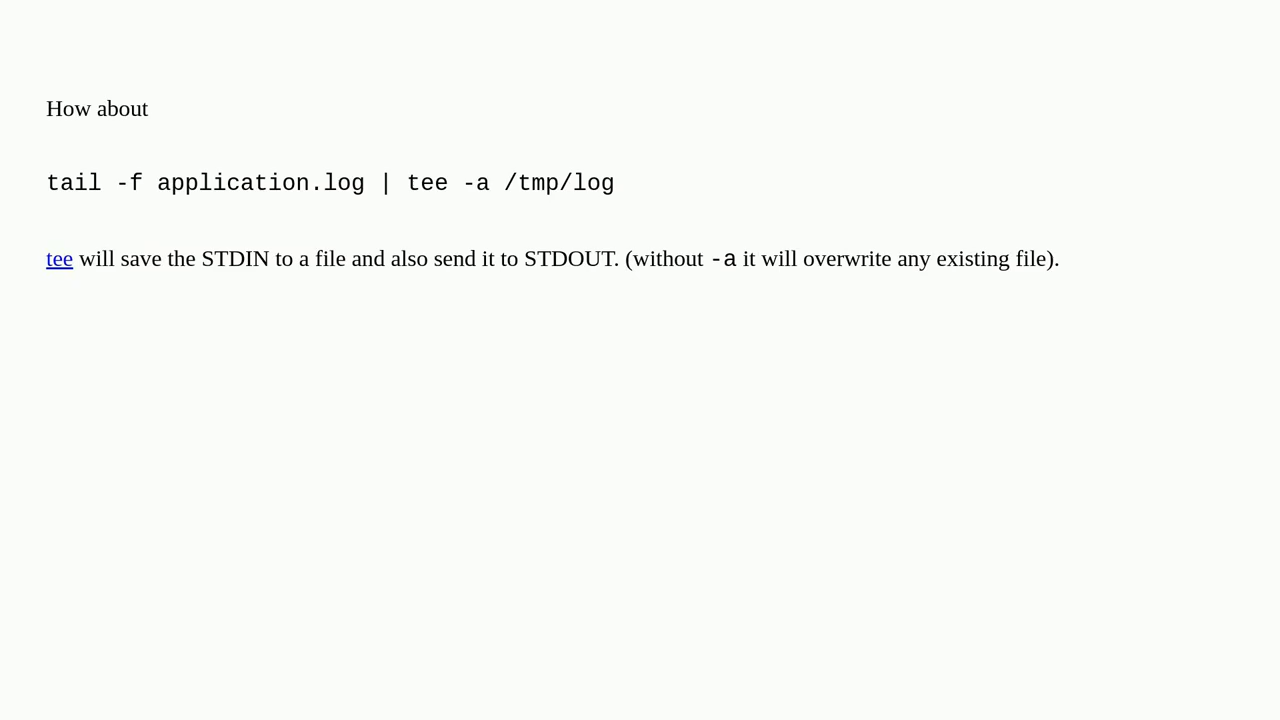 How about
tail -f application.log | tee -a /tmp/log
tee will save the STDIN to a file and also send it to STDOUT. (without -a it will overwrite any existing file).